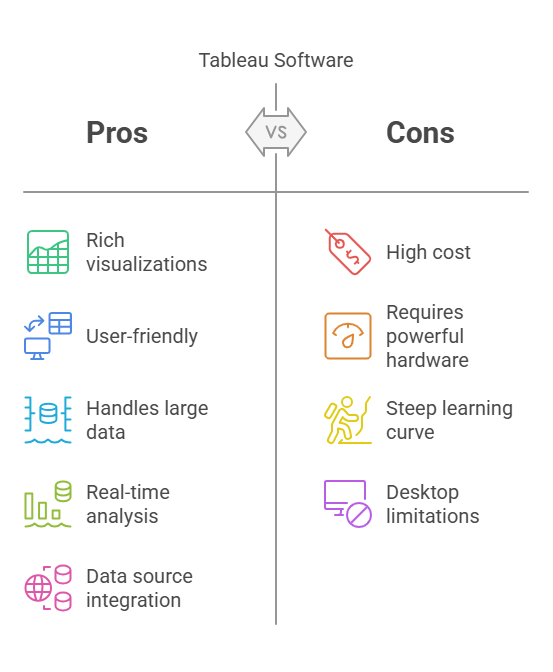 Tableau Software
Pros
VS
Cons
Rich
visualizations
User-friendly
Handles large
data
Real-time
analysis
Data source
integration
High cost
Requires
powerful
hardware
Steep learning
curve
Desktop
limitations